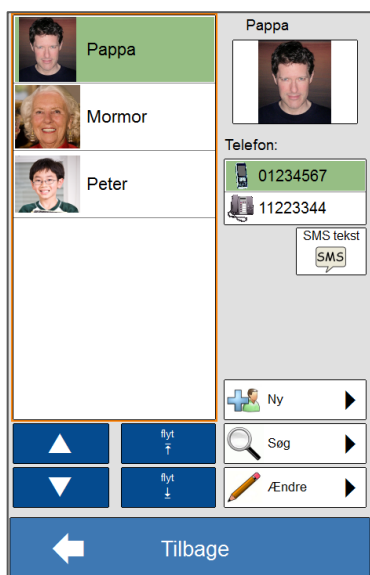 Pappa
Mormor
Peter
Pappa
Telefon:
01234567
11223344
SMS tekst
SMS
Ny
Søg
Ændre
flyt
flyt
Tilbage